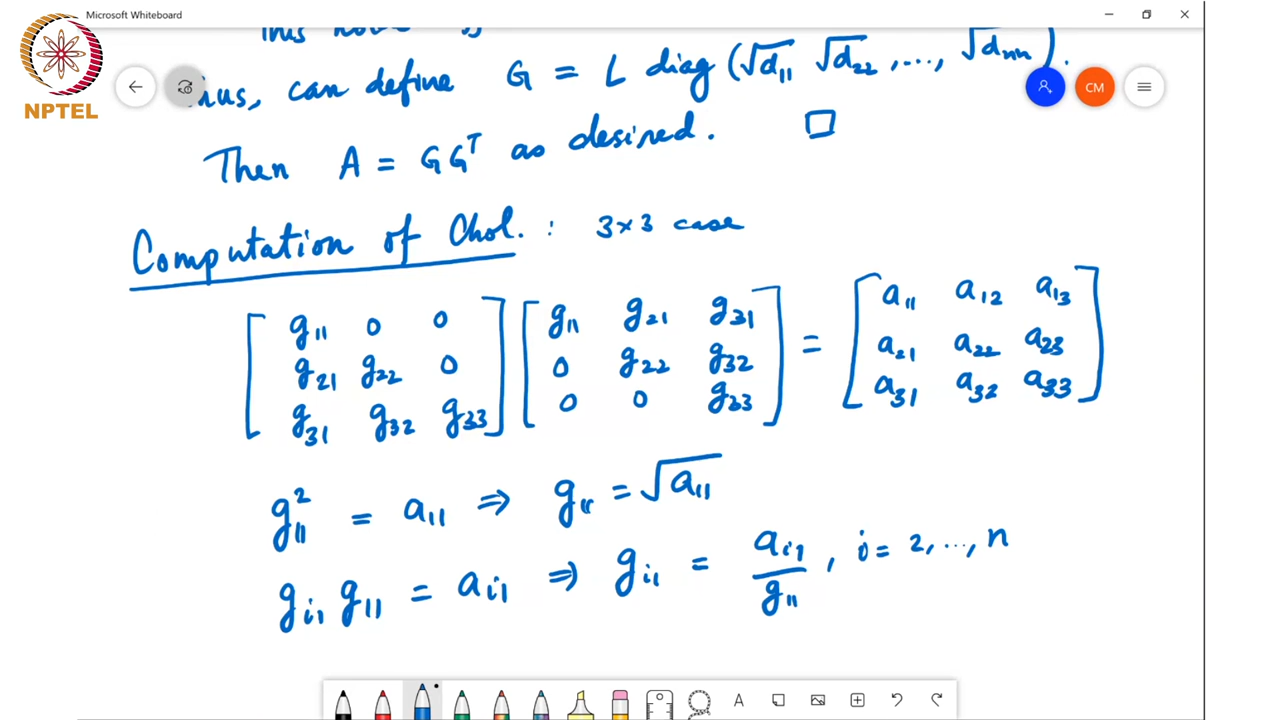 Microsoft Whiteboard
NPTEL
CM
can define G = L diag (√d11 √d22 ,..., √dnn ).
Then A = GG^T as desired. □
Computation of Chol. : 3×3 case
[ g11 0 0 ] [ g11 g21 g31 ] = [ a11 a12 a13 ]
[ g21 g22 0 ] [ 0 g22 g32 ] [ a21 a22 a23 ]
[ g31 g32 g33 ] [ 0 0 g33 ] [ a31 a32 a33 ]
g11^2 = a11 ⇒ g11 = √a11
gi1 g11 = ai1 ⇒ gi1 = ai1 / g11 , i = 2,...,n
A